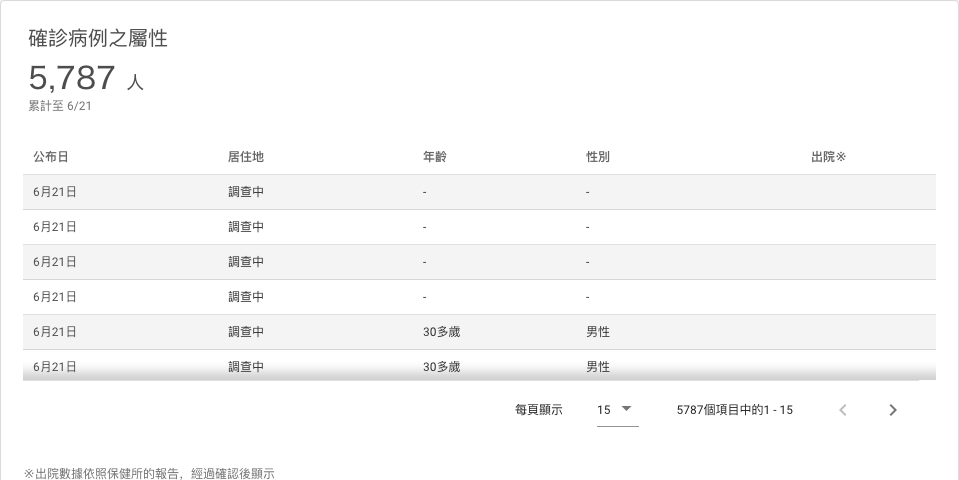 確診病例之屬性
5,787 人
累計至 6/21
公布日 居住地 年齡 性別 出院※
6月21日 調查中 - -
6月21日 調查中 - -
6月21日 調查中 - -
6月21日 調查中 - -
6月21日 調查中 30多歲 男性
6月21日 調查中 30多歲 男性
每頁顯示 15 5787個項目中的1 - 15
※出院數據依照保健所的報告，經過確認後顯示